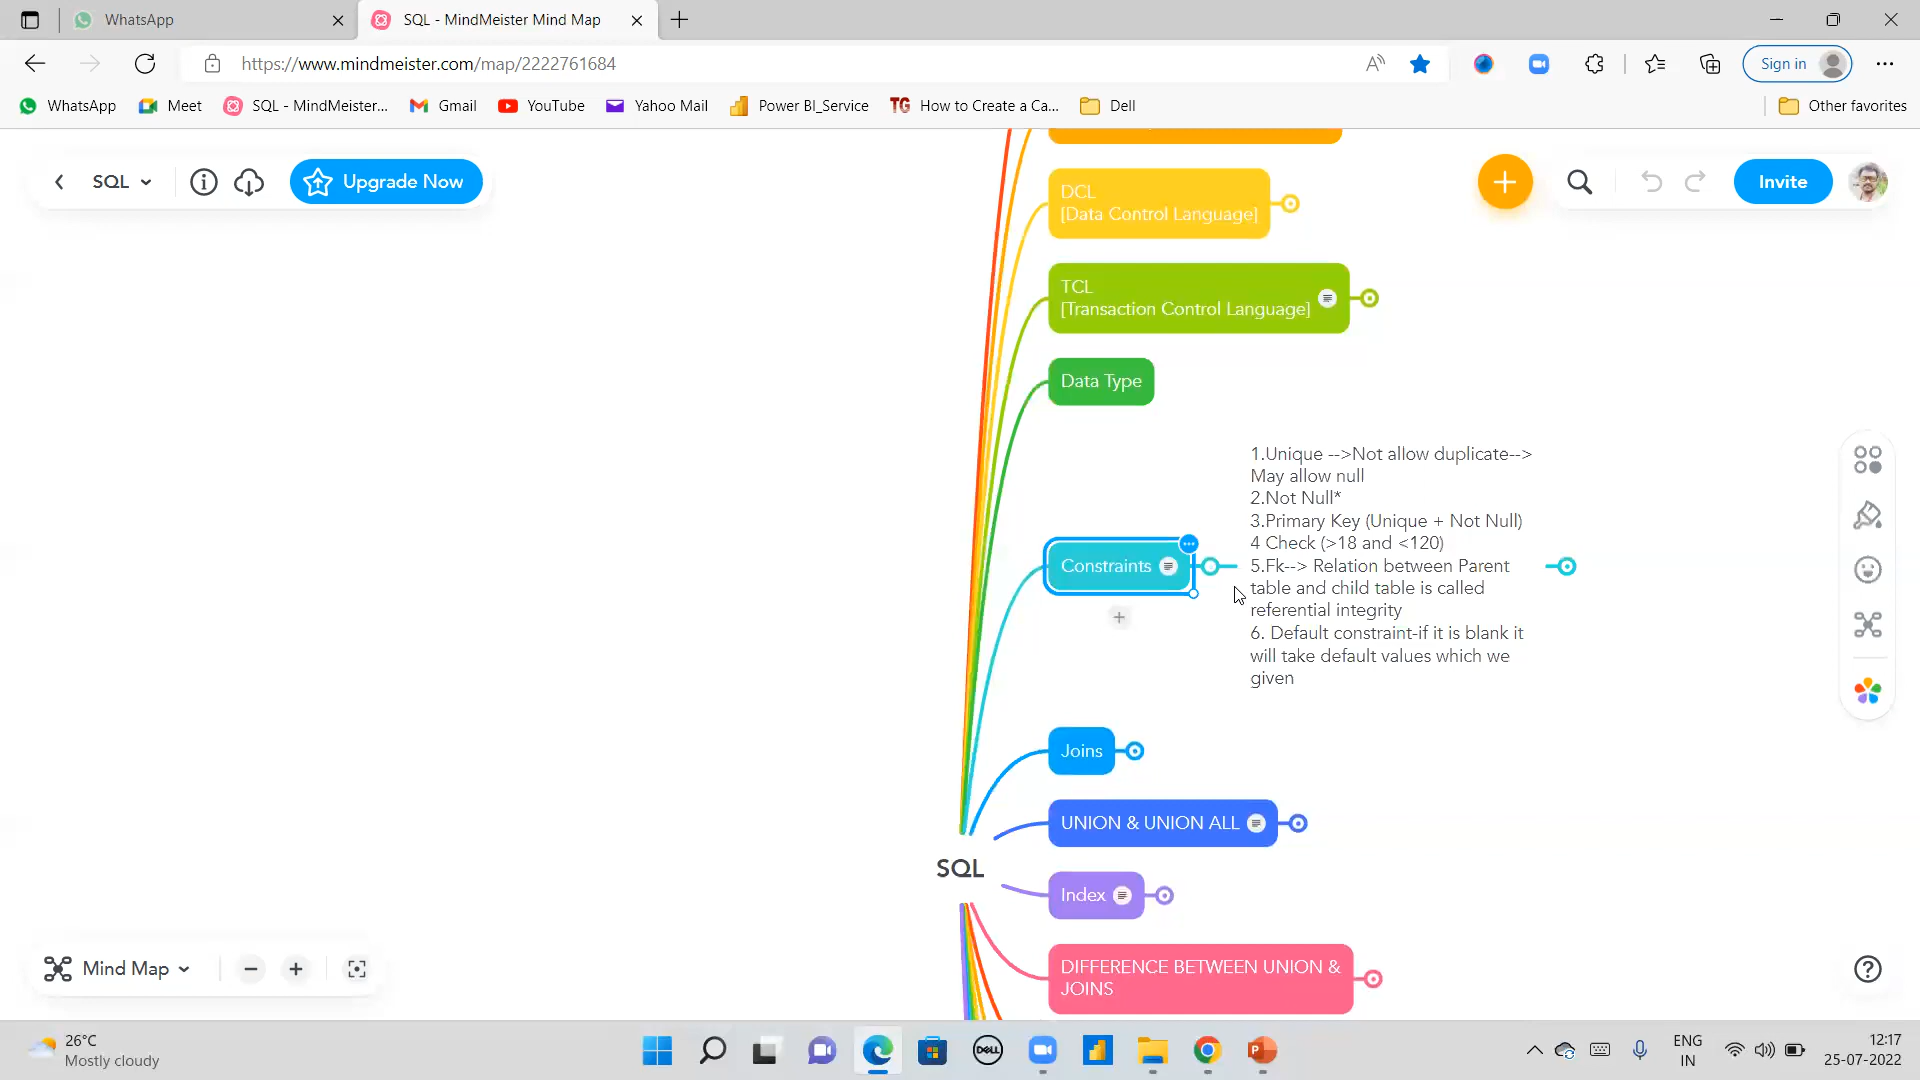 WhatsApp
SQL - MindMeister Mind Map
https://www.mindmeister.com/map/2222761684
Sign in
WhatsApp
Meet
SQL - MindMeister...
Gmail
YouTube
Yahoo Mail
Power BI_Service
TG How to Create a Ca...
Dell
Other favorites
SQL
Upgrade Now
Invite
DCL
[Data Control Language]
TCL
[Transaction Control Language]
Data Type
Constraints
1.Unique -->Not allow duplicate-->
May allow null
2.Not Null*
3.Primary Key (Unique + Not Null)
4 Check (>18 and <120)
5.Fk--> Relation between Parent
table and child table is called
referential integrity
6. Default constraint-if it is blank it
will take default values which we
given
Joins
UNION & UNION ALL
SQL
Index
DIFFERENCE BETWEEN UNION &
JOINS
Mind Map
26°C
Mostly cloudy
DELL
ENG
IN
12:17
25-07-2022